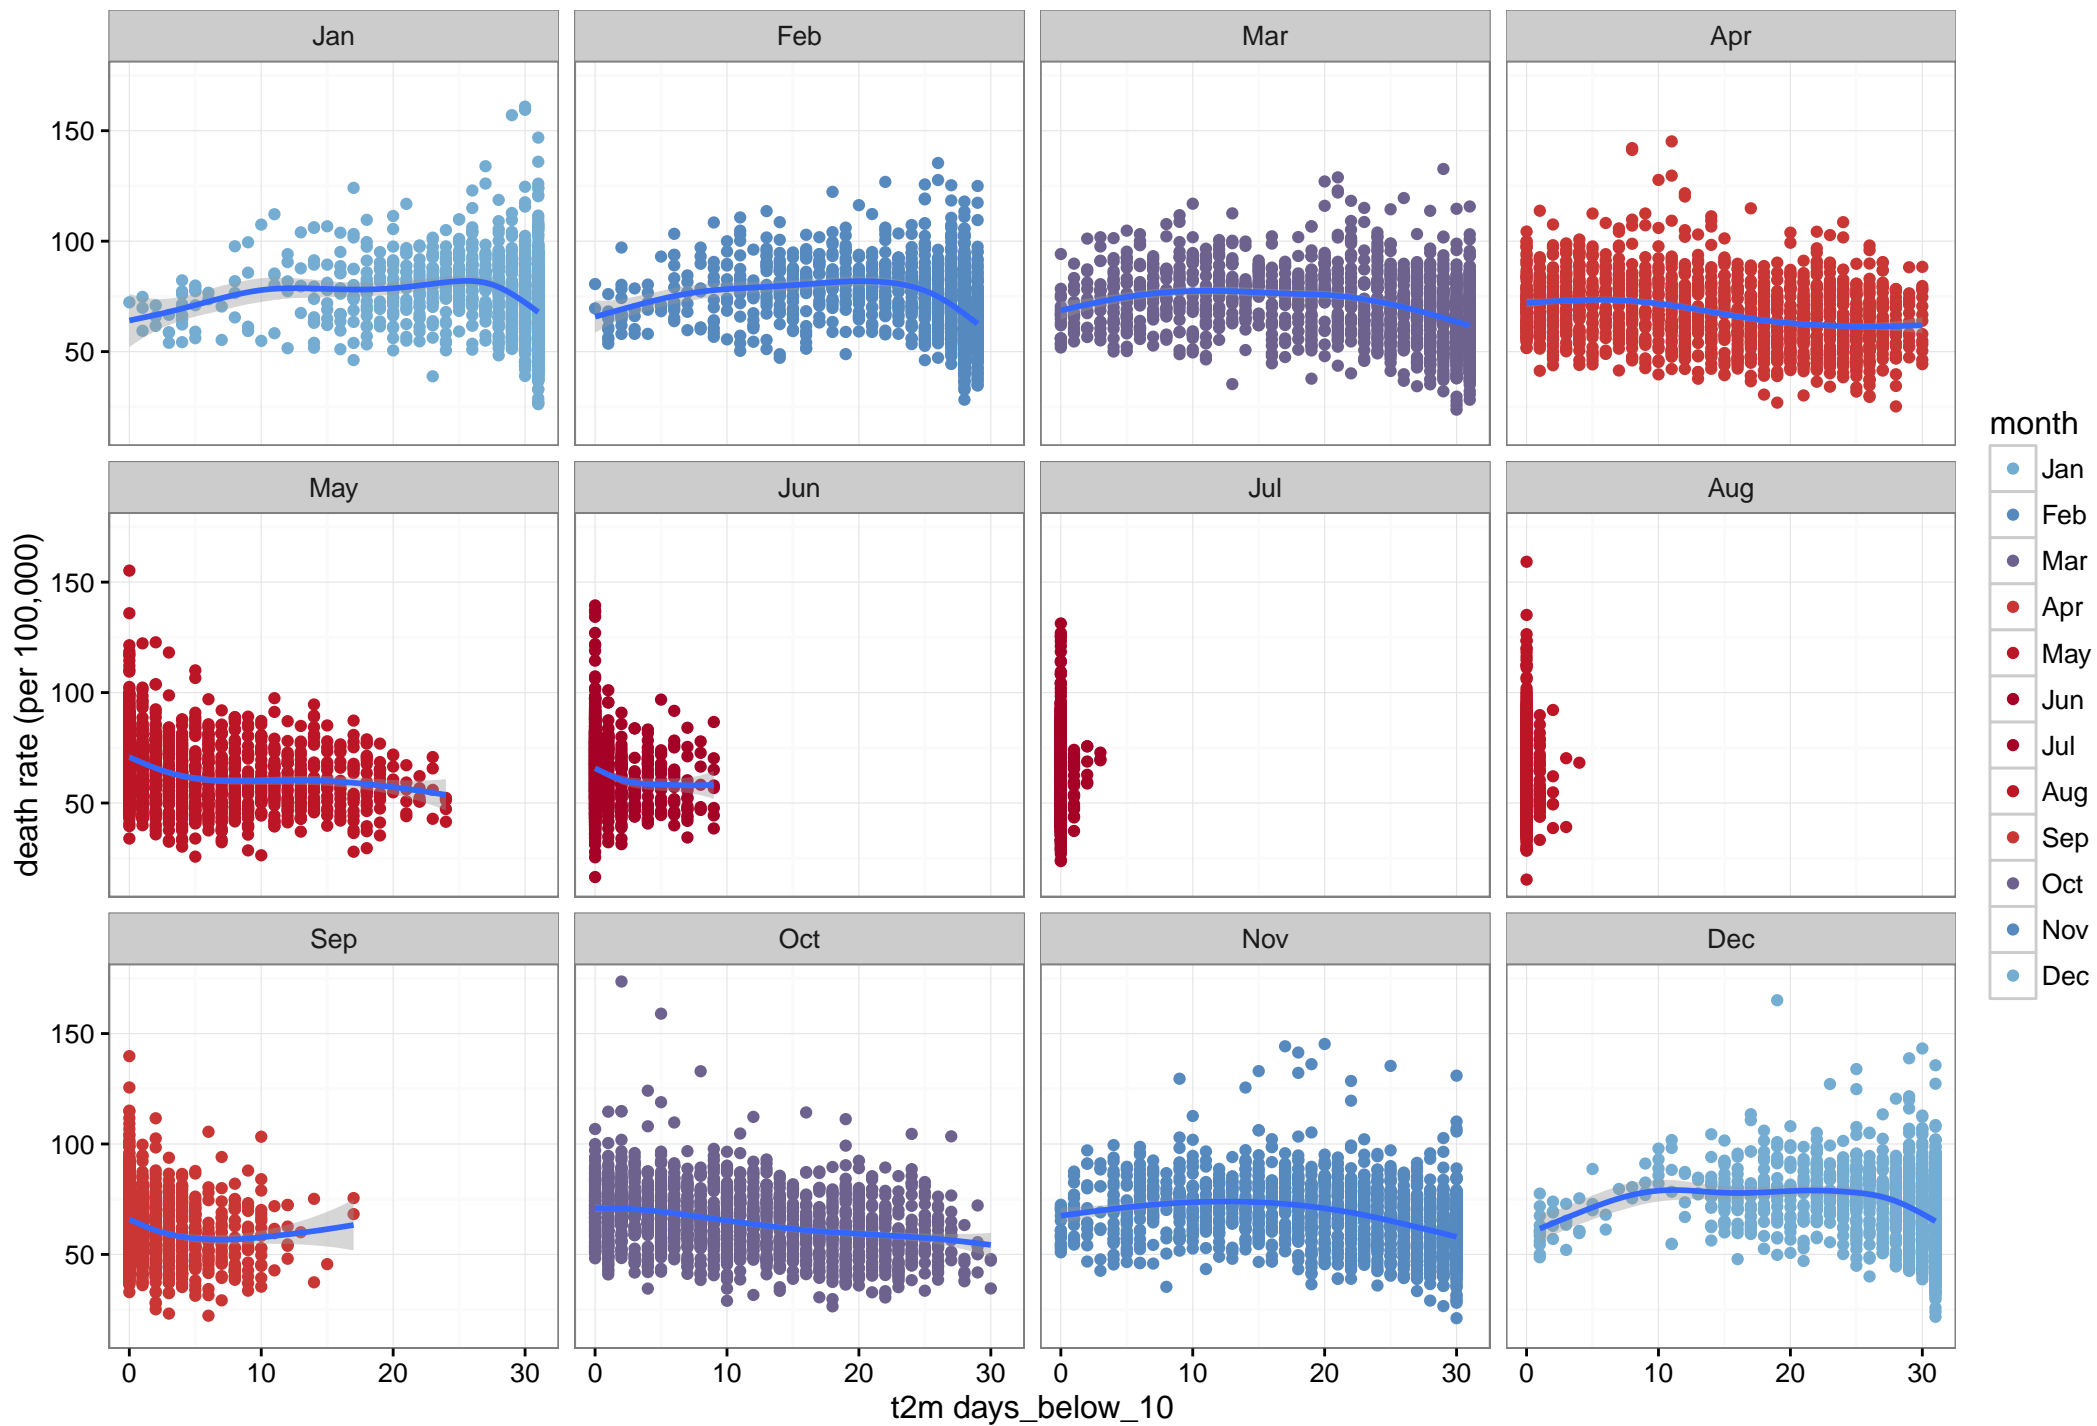 Jan Feb Mar Apr
150
100
50
May Jun Jul Aug
150
100
50
Sep Oct Nov Dec
150
100
50
0 10 20 30 0 10 20 30 0 10 20 30 0 10 20 30
t2m days_below_10
death rate (per 100,000)
month
Jan
Feb
Mar
Apr
May
Jun
Jul
Aug
Sep
Oct
Nov
Dec